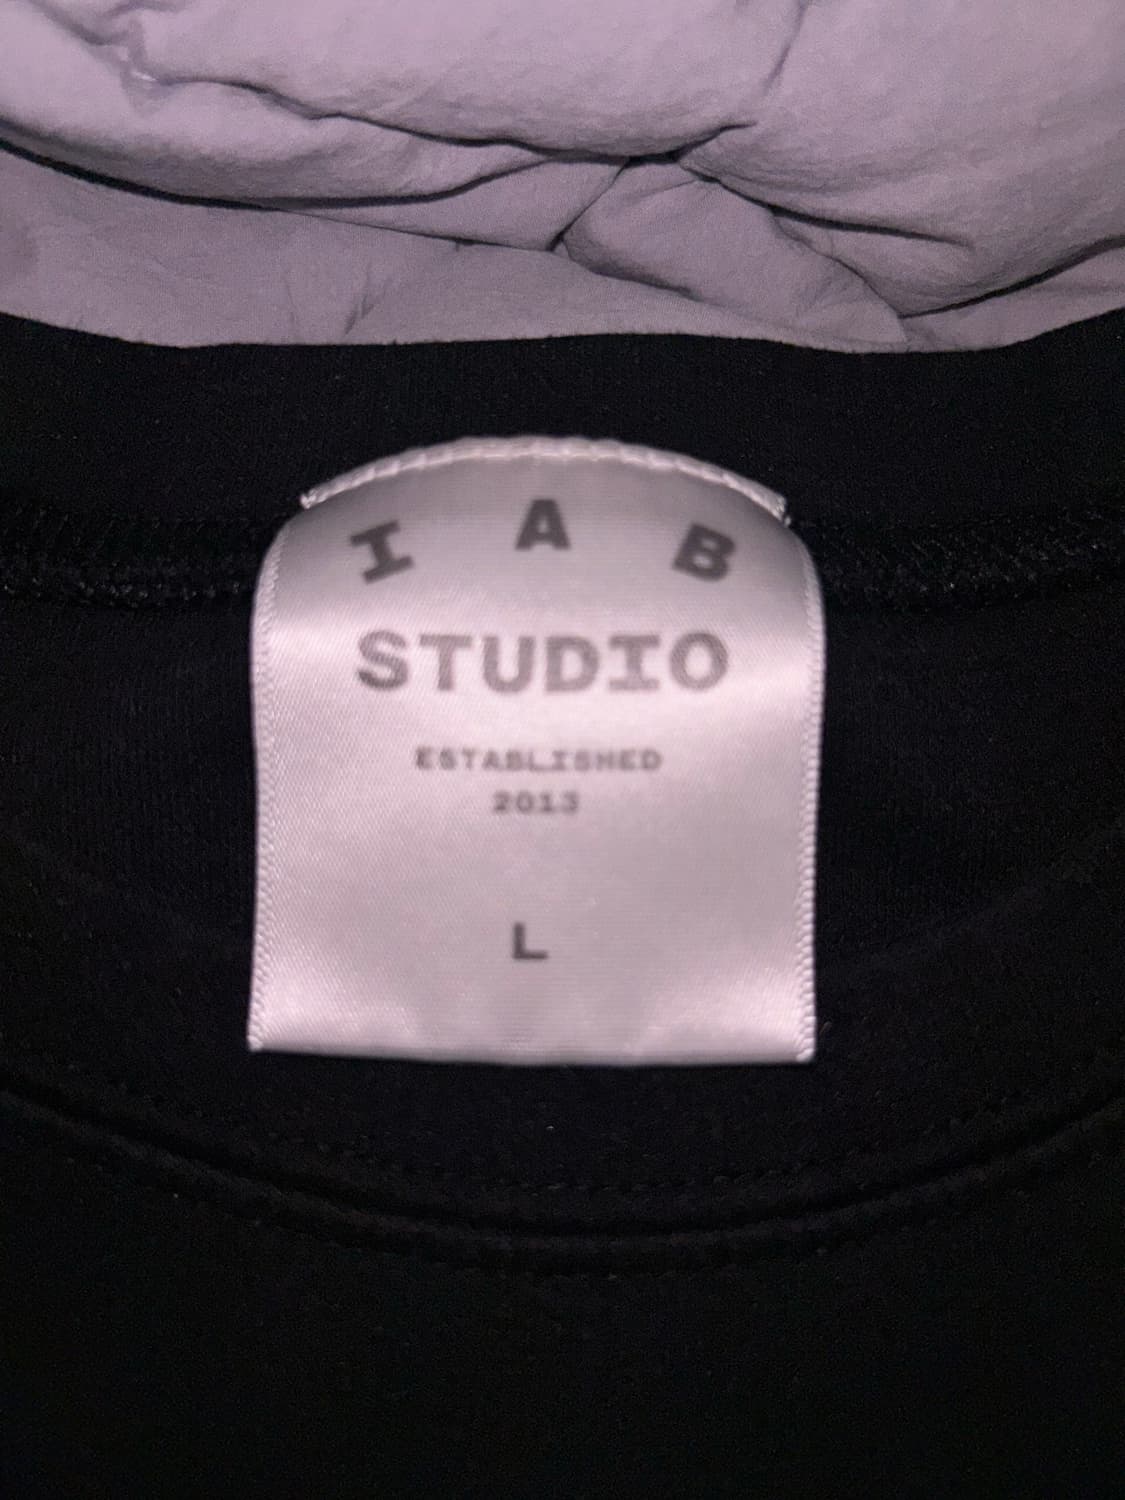 I A B
STUDIO
ESTABLISHED
2013
L